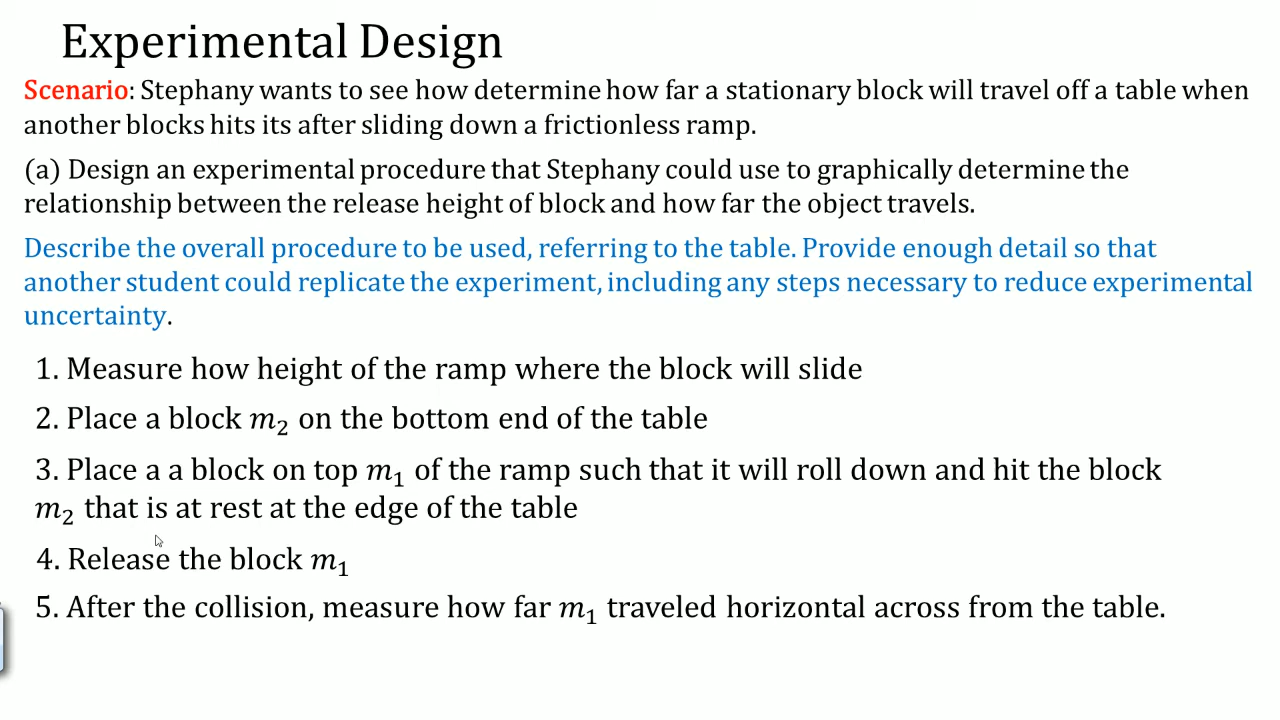 Experimental Design
Scenario: Stephany wants to see how determine how far a stationary block will travel off a table when
another blocks hits its after sliding down a frictionless ramp.
(a) Design an experimental procedure that Stephany could use to graphically determine the
relationship between the release height of block and how far the object travels.
Describe the overall procedure to be used, referring to the table. Provide enough detail so that
another student could replicate the experiment, including any steps necessary to reduce experimental
uncertainty.
1. Measure how height of the ramp where the block will slide
2. Place a block m₂ on the bottom end of the table
3. Place a a block on top m₁ of the ramp such that it will roll down and hit the block
m₂ that is at rest at the edge of the table
4. Release the block m₁
5. After the collision, measure how far m₁ traveled horizontal across from the table.